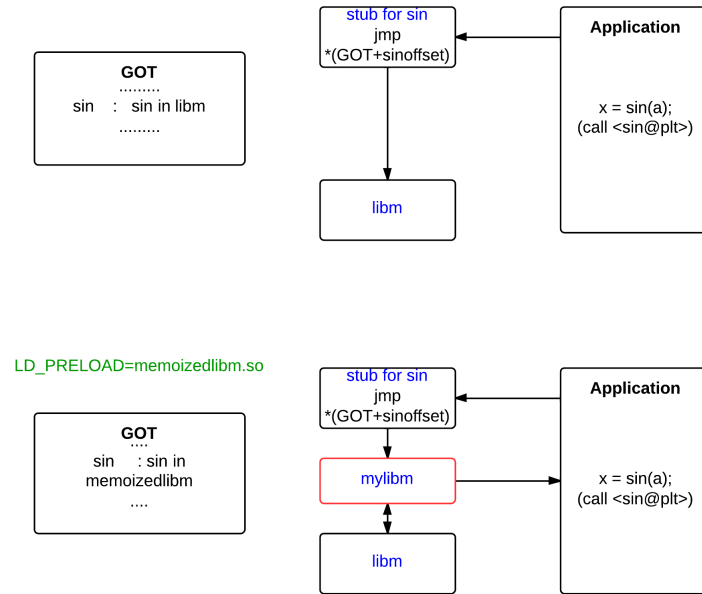 stub for sin
jmp
*(GOT+sinoffset)
Application
x = sin(a);
(call <sin@plt>)
GOT
.........
sin : sin in libm
.........
libm
LD_PRELOAD=memoizedlibm.so
stub for sin
jmp
*(GOT+sinoffset)
Application
x = sin(a);
(call <sin@plt>)
GOT
....
sin : sin in
memoizedlibm
....
mylibm
libm